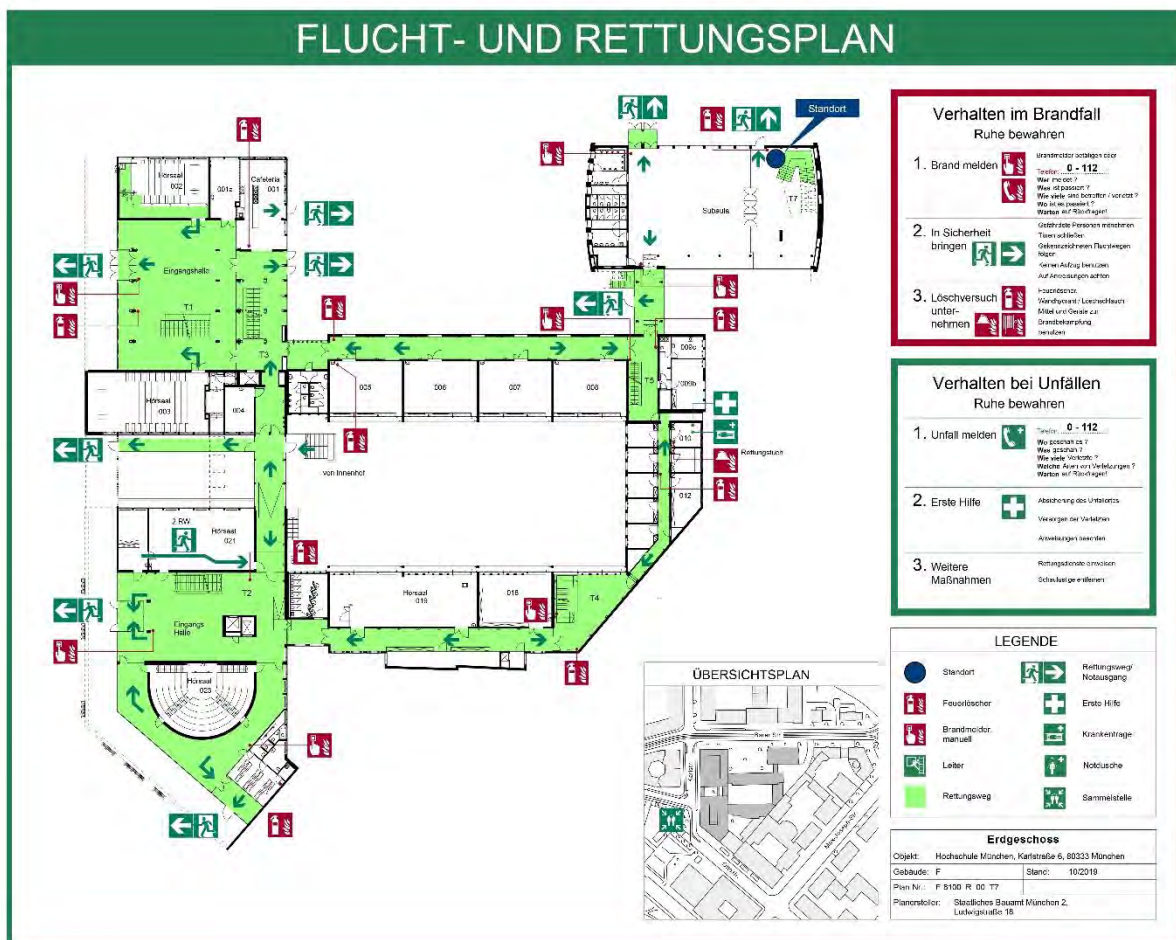 FLUCHT- UND RETTUNGSPLAN
Standort
Hörsaal
002
001a
Cafeteria
001
Eingangshalle
T1
T3
Hörsaal
003
004
005
006
007
008
Subaula
T7
009c
009b
T5
010
Rettungstuch
012
von Innenhof
2.RW
Hörsaal
021
T2
Eingangs
Halle
Hörsaal
019
018
T4
Hörsaal
023
Verhalten im Brandfall
Ruhe bewahren
1. Brand melden
Brandmelder betätigen oder
Telefon: 0 - 112
Wer meldet ?
Was ist passiert ?
Wie viele sind betroffen / verletzt ?
Wo ist es passiert ?
Warten auf Rückfragen!
2. In Sicherheit
bringen
Gefährdete Personen mitnehmen
Türen schließen
Gekennzeichneten Fluchtwegen
folgen
Keinen Aufzug benutzen
Auf Anweisungen achten
3. Löschversuch
unter-
nehmen
Feuerlöscher
Wandhydrant / Löschschlauch
Mittel und Geräte zur
Brandbekämpfung
benutzen
Verhalten bei Unfällen
Ruhe bewahren
1. Unfall melden
Telefon: 0 - 112
Wo geschah es ?
Was geschah ?
Wie viele Verletzte ?
Welche Arten von Verletzungen ?
Warten auf Rückfragen!
2. Erste Hilfe
Absicherung des Unfallortes
Versorgen der Verletzten
Anweisungen beachten
3. Weitere
Maßnahmen
Rettungsdienste einweisen
Schaulustige entfernen
LEGENDE
Standort
Rettungsweg/
Notausgang
Feuerlöscher
Erste Hilfe
Brandmelder
manuell
Krankentrage
Leiter
Notdusche
Rettungsweg
Sammelstelle
ÜBERSICHTSPLAN
Erdgeschoss
Objekt: Hochschule München, Karlstraße 6, 80333 München
Gebäude: F Stand: 10/2019
Plan Nr.: F 8100 R 00 T7
Planersteller: Staatliches Bauamt München 2,
Ludwigstraße 18